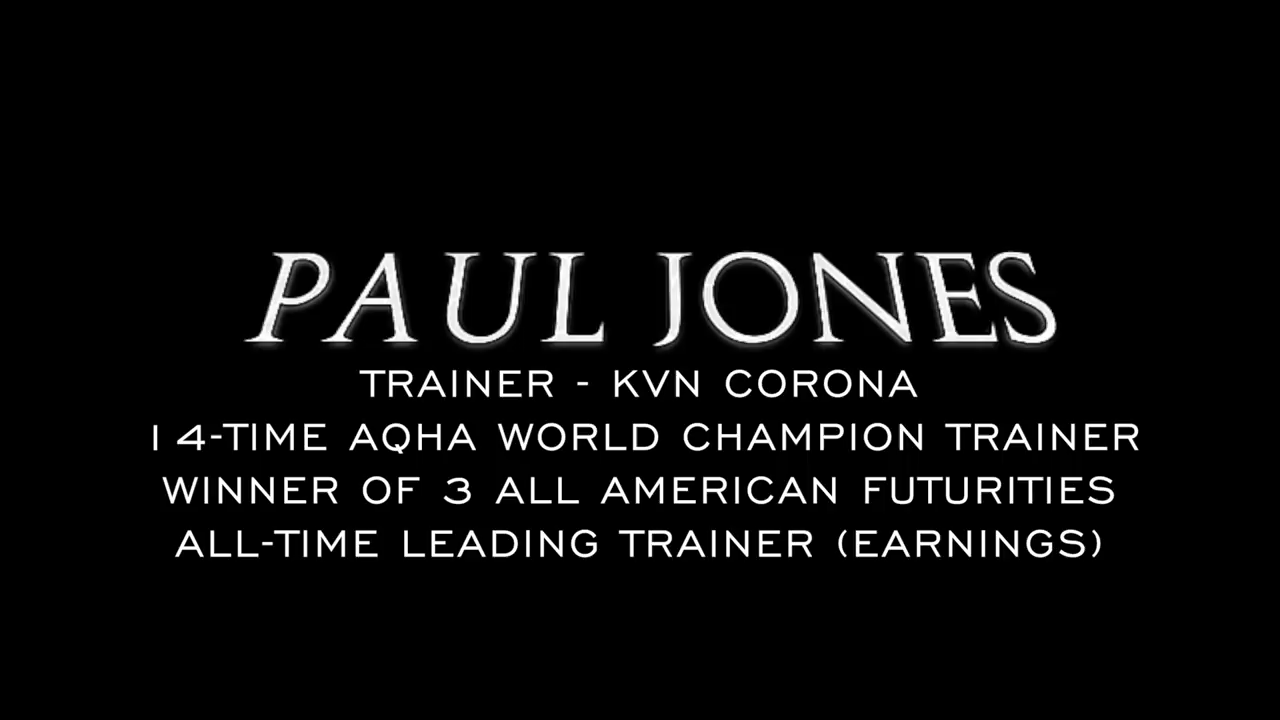 PAUL JONES
TRAINER - KVN CORONA
14-TIME AQHA WORLD CHAMPION TRAINER
WINNER OF 3 ALL AMERICAN FUTURITIES
ALL-TIME LEADING TRAINER (EARNINGS)